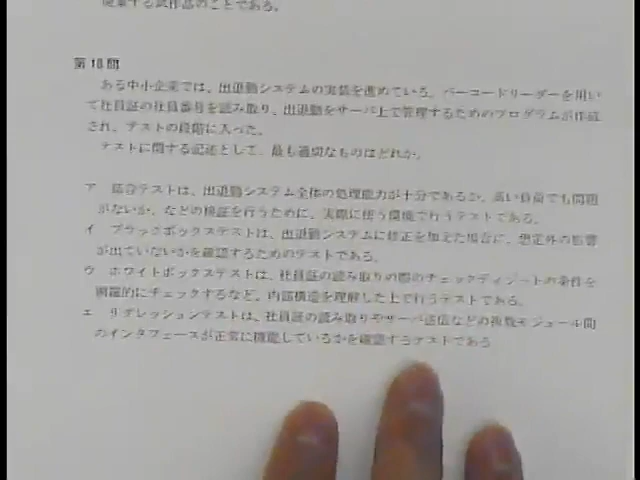 廃棄する試作品のことである。
第18問
ある中小企業では、出退勤システムの実装を進めている。バーコードリーダーを用い
て社員証の社員番号を読み取り、出退勤をサーバ上で管理するためのプログラムが作成
され、テストの段階に入った。
テストに関する記述として、最も適切なものはどれか。
ア 結合テストは、出退勤システム全体の処理能力が十分であるか、高い負荷でも問題
がないか、などの検証を行うために、実際に使う環境で行うテストである。
イ ブラックボックステストは、出退勤システムに修正を加えた場合に、想定外の影響
が出ていないかを確認するためのテストである。
ウ ホワイトボックステストは、社員証の読み取りの際のチェックディジットの条件を
網羅的にチェックするなど、内部構造を理解した上で行うテストである。
エ リグレッションテストは、社員証の読み取りやサーバ送信などの複数モジュール間
のインタフェースが正常に機能しているかを確認するテストである